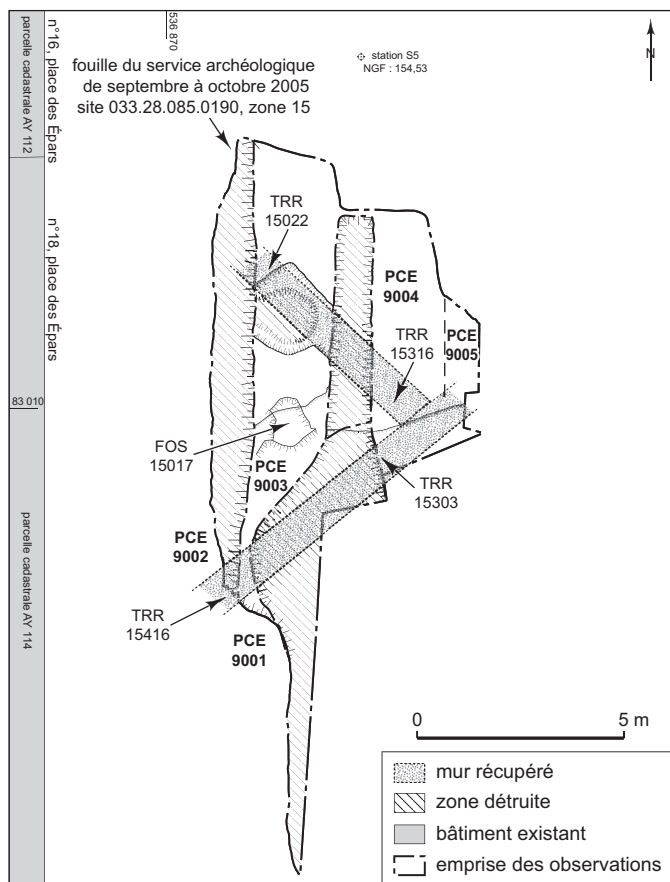 parcelle cadastrale AY 112
n°16, place des Épars
536 870
fouille du service archéologique
de septembre à octobre 2005
site 033.28.085.0190, zone 15
station S5
NGF : 154,53
N
n°18, place des Épars
TRR
15022
PCE
9004
TRR
15316
PCE
9005
83 010
FOS
15017
PCE
9003
TRR
15303
PCE
9002
parcelle cadastrale AY 114
TRR
15416
PCE
9001
0 5 m
mur récupéré
zone détruite
bâtiment existant
emprise des observations